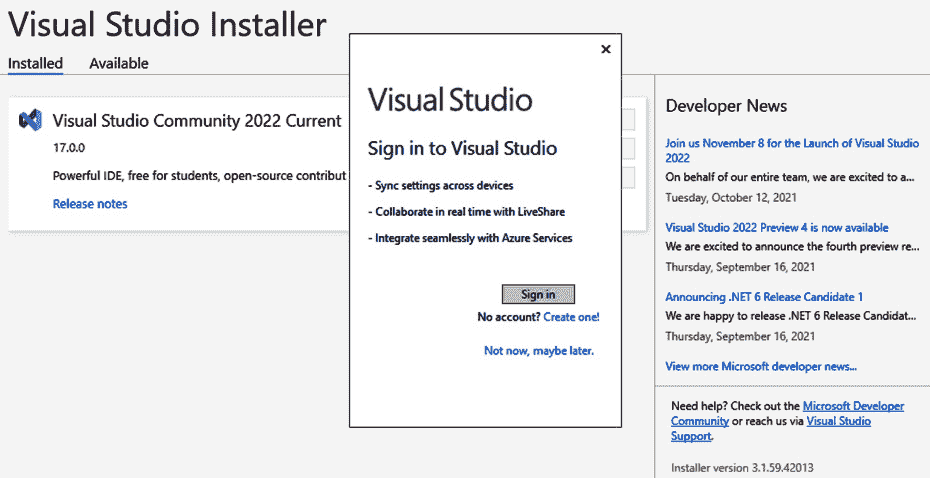 Visual Studio Installer
Installed
Available
Visual Studio Community 2022 Current
17.0.0
Powerful IDE, free for students, open-source contribut
Release notes
Visual Studio
Sign in to Visual Studio
- Sync settings across devices
- Collaborate in real time with LiveShare
- Integrate seamlessly with Azure Services
Sign in
No account? Create one!
Not now, maybe later.
Developer News
Join us November 8 for the Launch of Visual Studio
2022
On behalf of our entire team, we are excited to a...
Tuesday, October 12, 2021
Visual Studio 2022 Preview 4 is now available
We are excited to announce the fourth preview re...
Thursday, September 16, 2021
Announcing .NET 6 Release Candidate 1
We are happy to release .NET 6 Release Candidat...
Thursday, September 16, 2021
View more Microsoft developer news...
Need help? Check out the Microsoft Developer
Community or reach us via Visual Studio
Support.
Installer version 3.1.59.42013